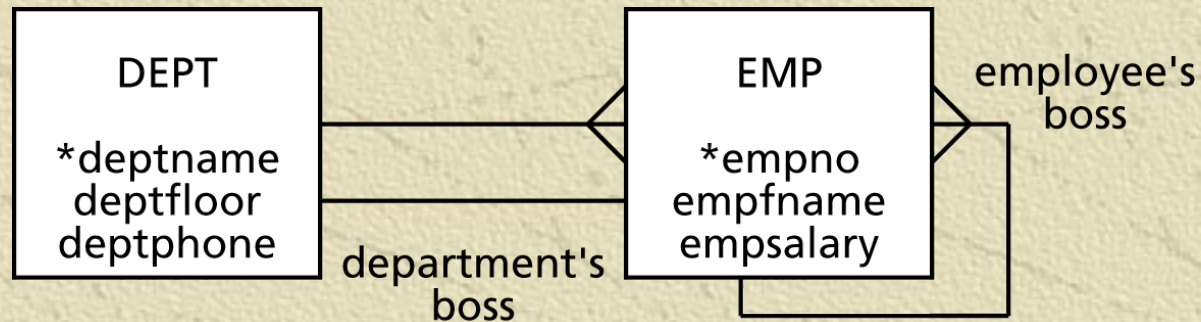 DEPT
*deptname
deptfloor
deptphone
department's
boss
EMP
*empno
empfname
empsalary
employee's
boss